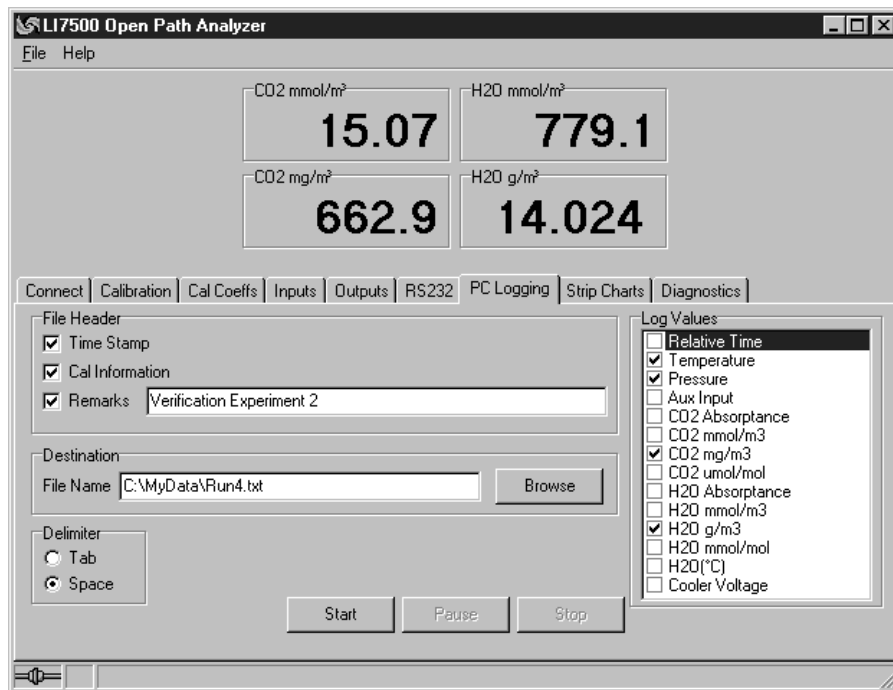 LI7500 Open Path Analyzer
File Help
CO2 mmol/m³ H2O mmol/m³
15.07 779.1
CO2 mg/m³ H2O g/m³
662.9 14.024
Connect Calibration Cal Coeffs Inputs Outputs RS232 PC Logging Strip Charts Diagnostics
File Header
Time Stamp
Cal Information
Remarks Verification Experiment 2
Destination
File Name C:\MyData\Run4.txt Browse
Delimiter
Tab
Space
Start Pause Stop
Log Values
Relative Time
Temperature
Pressure
Aux Input
CO2 Absorptance
CO2 mmol/m3
CO2 mg/m3
CO2 umol/mol
H2O Absorptance
H2O mmol/m3
H2O g/m3
H2O mmol/mol
H2O(°C)
Cooler Voltage